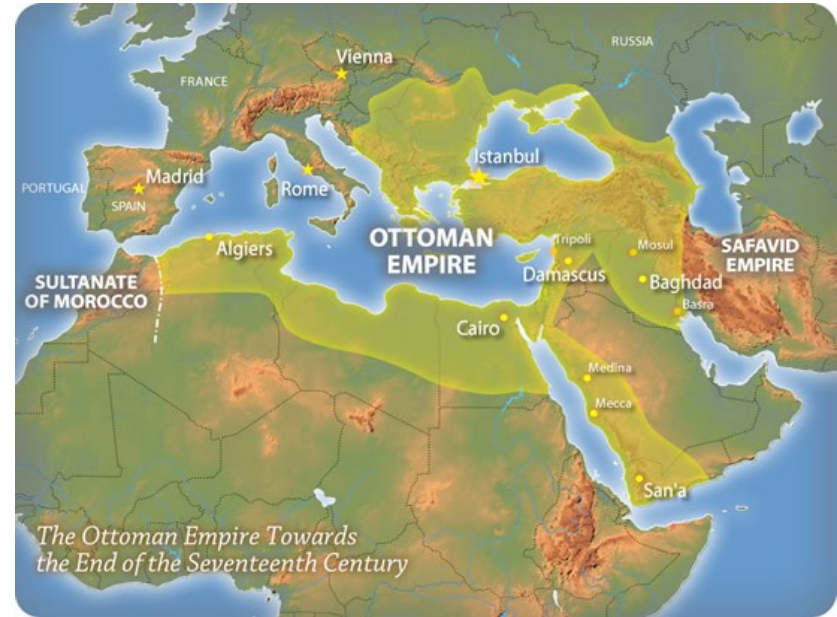 RUSSIA
Vienna
FRANCE
Istanbul
PORTUGAL
Madrid
SPAIN
Rome
OTTOMAN
EMPIRE
Tripoli
Mosul
SAFAVID
EMPIRE
Algiers
Damascus
Baghdad
SULTANATE
OF MOROCCO
Basra
Cairo
Medina
Mecca
San'a
The Ottoman Empire Towards
the End of the Seventeenth Century